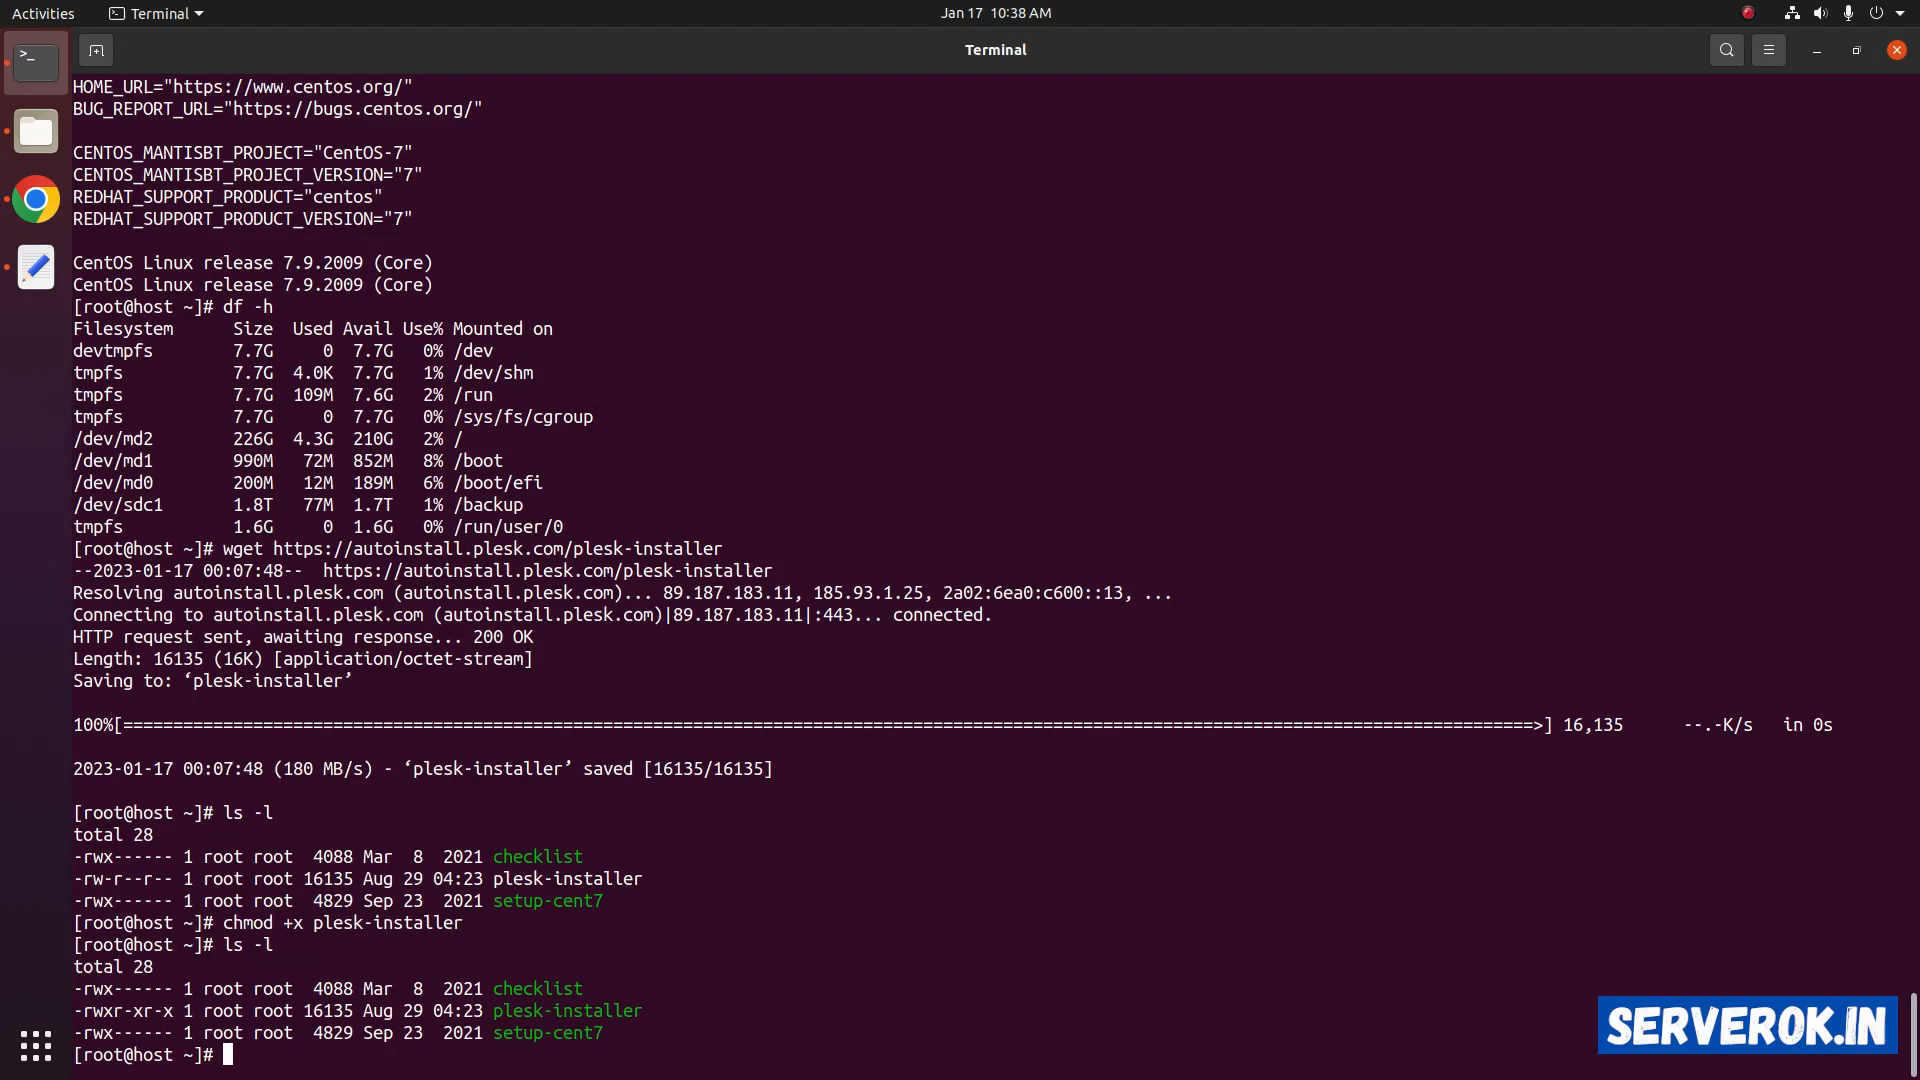 Activities Terminal Jan 17 10:38 AM
Terminal
HOME_URL="https://www.centos.org/"
BUG_REPORT_URL="https://bugs.centos.org/"
CENTOS_MANTISBT_PROJECT="CentOS-7"
CENTOS_MANTISBT_PROJECT_VERSION="7"
REDHAT_SUPPORT_PRODUCT="centos"
REDHAT_SUPPORT_PRODUCT_VERSION="7"
CentOS Linux release 7.9.2009 (Core)
CentOS Linux release 7.9.2009 (Core)
[root@host ~]# df -h
Filesystem      Size  Used Avail Use% Mounted on
devtmpfs        7.7G     0  7.7G   0% /dev
tmpfs           7.7G  4.0K  7.7G   1% /dev/shm
tmpfs           7.7G  109M  7.6G   2% /run
tmpfs           7.7G     0  7.7G   0% /sys/fs/cgroup
/dev/md2        226G  4.3G  210G   2% /
/dev/md1        990M   72M  852M   8% /boot
/dev/md0        200M   12M  189M   6% /boot/efi
/dev/sdc1       1.8T   77M  1.7T   1% /backup
tmpfs           1.6G     0  1.6G   0% /run/user/0
[root@host ~]# wget https://autoinstall.plesk.com/plesk-installer
--2023-01-17 00:07:48--  https://autoinstall.plesk.com/plesk-installer
Resolving autoinstall.plesk.com (autoinstall.plesk.com)... 89.187.183.11, 185.93.1.25, 2a02:6ea0:c600::13, ...
Connecting to autoinstall.plesk.com (autoinstall.plesk.com)|89.187.183.11|:443... connected.
HTTP request sent, awaiting response... 200 OK
Length: 16135 (16K) [application/octet-stream]
Saving to: ‘plesk-installer’
100%[=============================================================================================================================================>] 16,135      --.-K/s   in 0s
2023-01-17 00:07:48 (180 MB/s) - ‘plesk-installer’ saved [16135/16135]
[root@host ~]# ls -l
total 28
-rwx------ 1 root root  4088 Mar  8  2021 checklist
-rw-r--r-- 1 root root 16135 Aug 29 04:23 plesk-installer
-rwx------ 1 root root  4829 Sep 23  2021 setup-cent7
[root@host ~]# chmod +x plesk-installer
[root@host ~]# ls -l
total 28
-rwx------ 1 root root  4088 Mar  8  2021 checklist
-rwxr-xr-x 1 root root 16135 Aug 29 04:23 plesk-installer
-rwx------ 1 root root  4829 Sep 23  2021 setup-cent7
[root@host ~]#
SERVEROK.IN